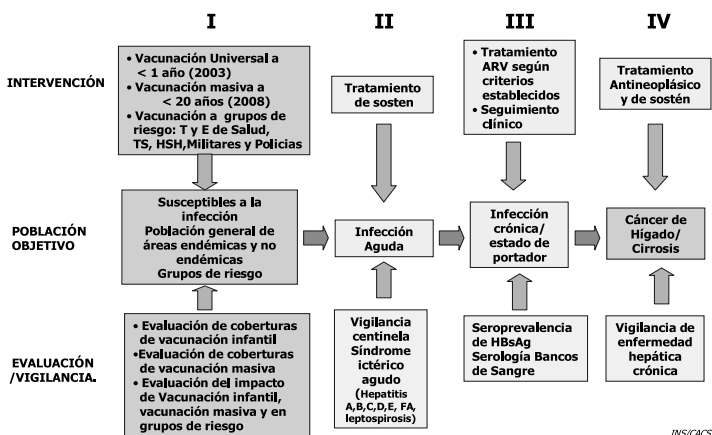 I
II
III
IV
INTERVENCIÓN
• Vacunación Universal a
< 1 año (2003)
• Vacunación masiva a
< 20 años (2008)
• Vacunación a grupos de
riesgo: T y E de Salud,
TS, HSH,Militares y Policias
Tratamiento
de sosten
• Tratamiento
ARV según
criterios
establecidos
• Seguimiento
clínico
Tratamiento
Antineoplásico
y de sostén
POBLACIÓN
OBJETIVO
Susceptibles a la
infección
Población general de
áreas endémicas y no
endémicas
Grupos de riesgo
Infección
Aguda
Infección
crónica/
estado de
portador
Cáncer de
Hígado/
Cirrosis
EVALUACIÓN
/VIGILANCIA.
• Evaluación de coberturas
de vacunación infantil
•Evaluación de coberturas
de vacunación masiva
• Evaluación del impacto
de Vacunación infantil,
vacunación masiva y en
grupos de riesgo
Vigilancia
centinela
Síndrome
ictérico
agudo
(Hepatitis
A,B,C,D,E, FA,
leptospirosis)
Seroprevalencia
de HBsAg
Serología Bancos
de Sangre
Vigilancia de
enfermedad
hepática
crónica
INS/CACS